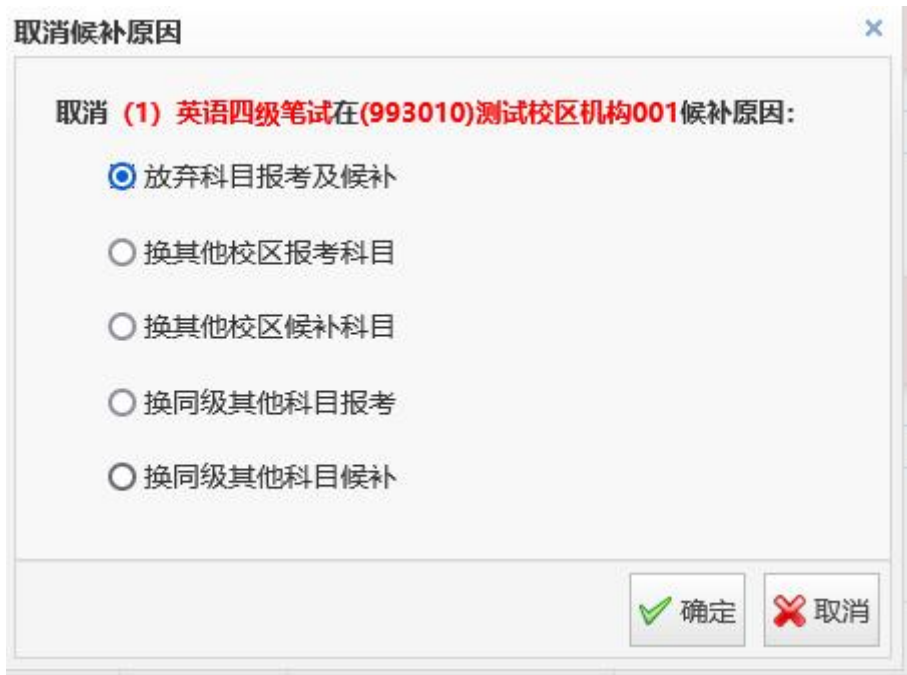 取消候补原因
取消（1）英语四级笔试在(993010)测试校区机构001候补原因：
放弃科目报考及候补
换其他校区报考科目
换其他校区候补科目
换同级其他科目报考
换同级其他科目候补
确定 取消